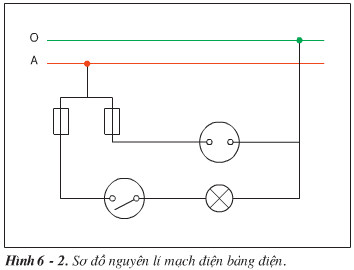 O
A
Hình 6 - 2. Sơ đồ nguyên lí mạch điện bảng điện.